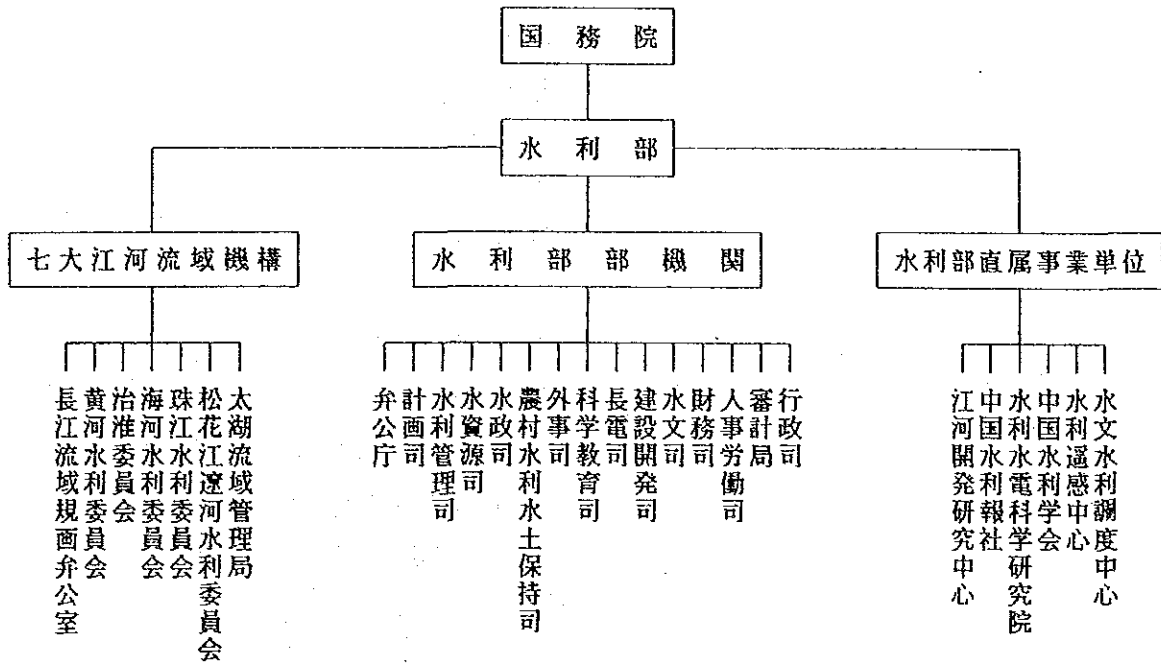 国務院
水利部
七大江河流域機構
水利部部機関
水利部直属事業単位
長江流域規画弁公室
黄河水利委員会
治淮委員会
海河水利委員会
珠江水利委員会
松花江遼河水利委員会
太湖流域管理局
弁公庁
計画司
水利管理司
水資源司
水政司
農村水利水土保持司
外事司
科学教育司
長電司
建設開発司
水文司
財務司
人事労働司
審計局
行政司
江河開発研究中心
中国水利報社
水利水電科学研究院
中国水利学会
水利遥感中心
水文水利調度中心